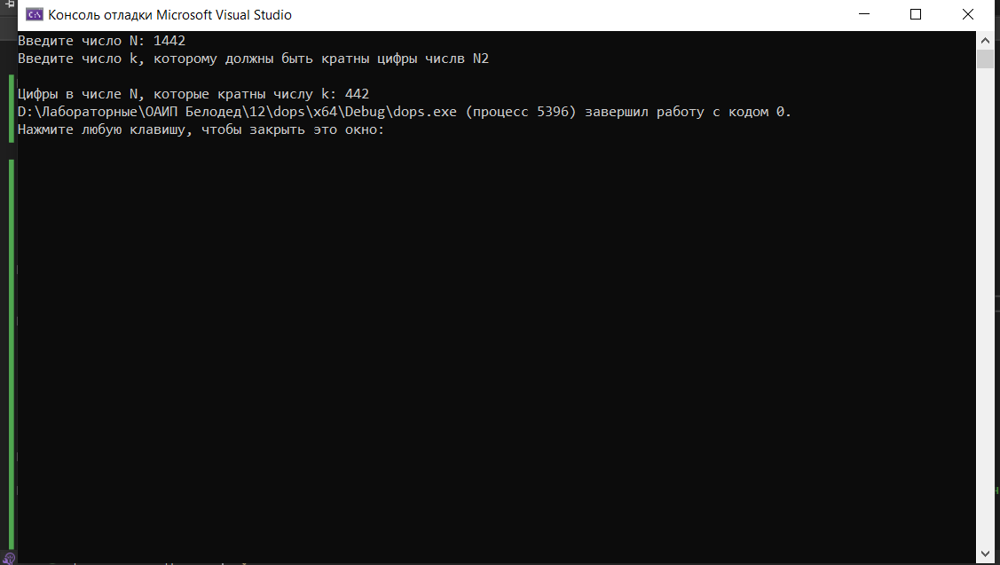 Консоль отладки Microsoft Visual Studio
Введите число N: 1442
Введите число k, которому должны быть кратны цифры числв N2
Цифры в числе N, которые кратны числу k: 442
D:\Лабораторные\ОАИП Белодед\12\dops\x64\Debug\dops.exe (процесс 5396) завершил работу с кодом 0.
Нажмите любую клавишу, чтобы закрыть это окно: